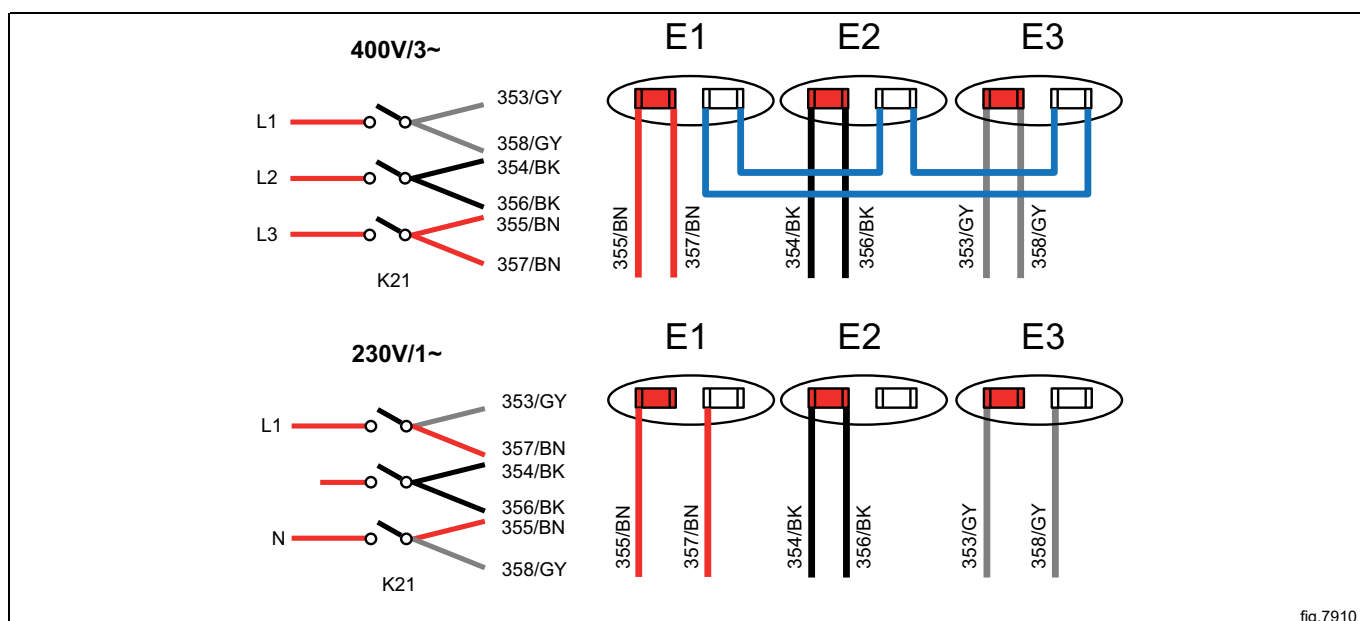 400V/3~
E1 E2 E3
L1
353/GY
358/GY
L2
354/BK
356/BK
L3
355/BN
357/BN
K21
355/BN
357/BN
354/BK
356/BK
353/GY
358/GY
230V/1~
E1 E2 E3
L1
353/GY
357/BN
354/BK
356/BK
N
355/BN
358/GY
K21
355/BN
357/BN
354/BK
356/BK
353/GY
358/GY
fig.7910